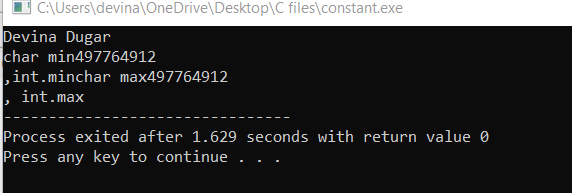 C:\Users\devina\OneDrive\Desktop\C files\constant.exe
Devina Dugar
char min497764912
,int.minchar max497764912
, int.max
--------------------------------
Process exited after 1.629 seconds with return value 0
Press any key to continue . . .